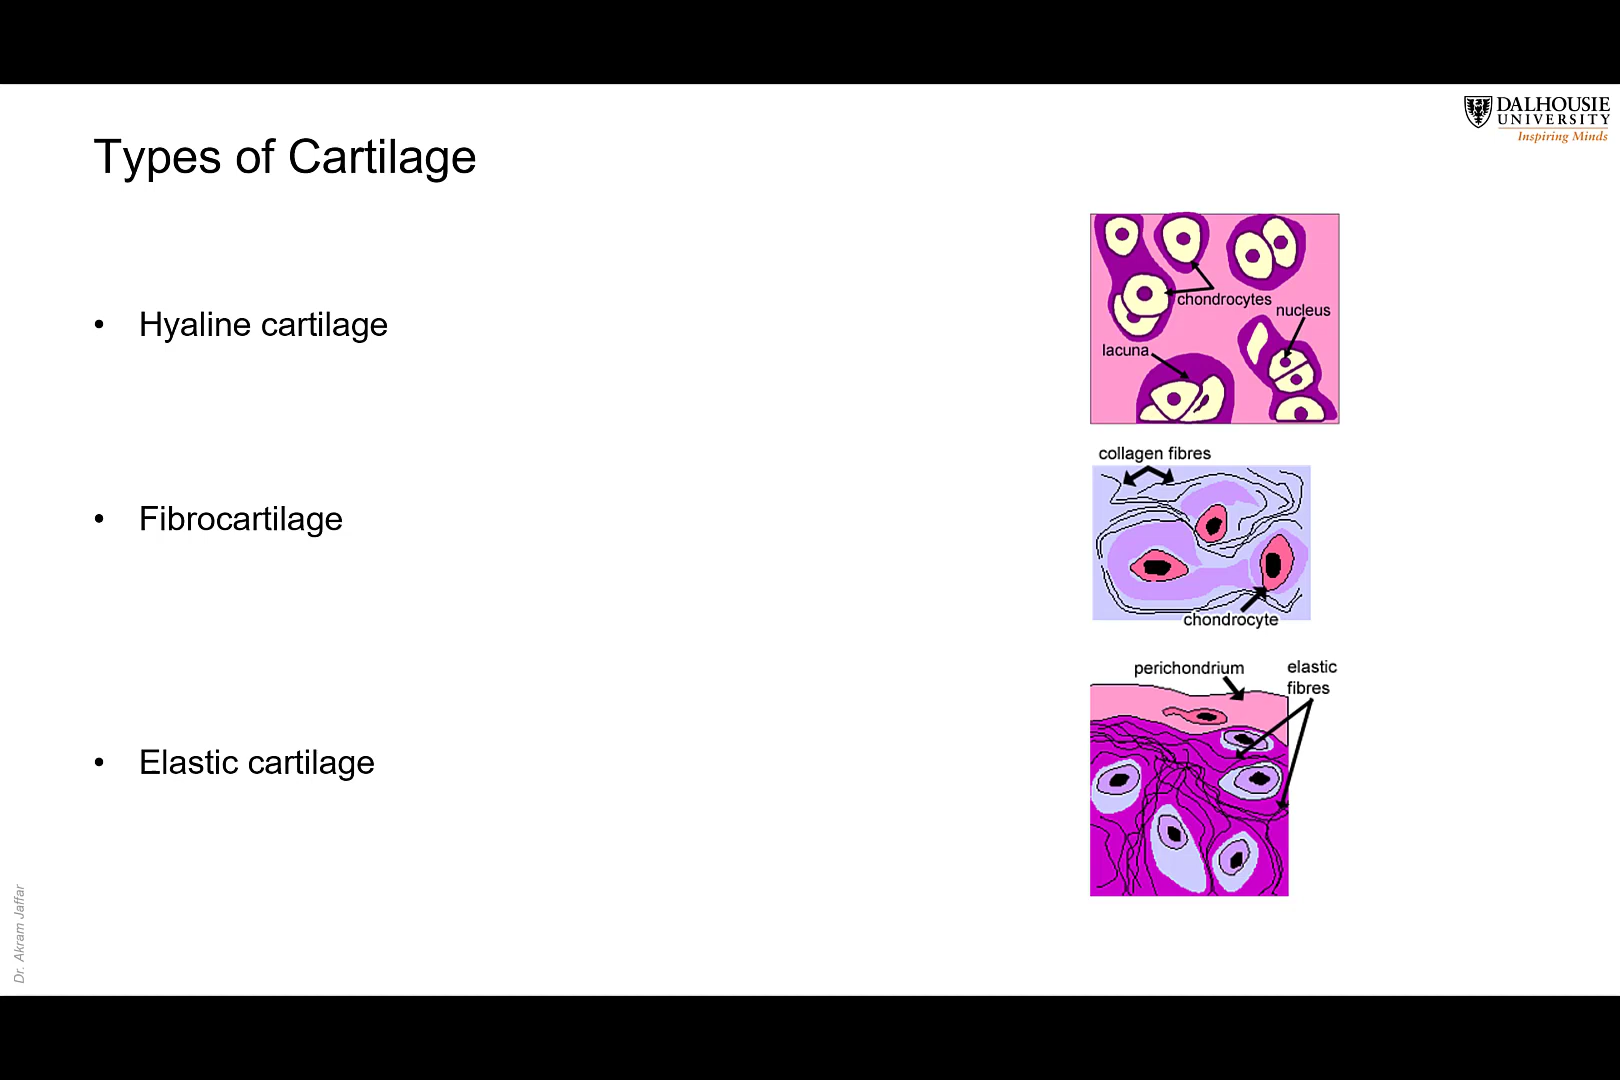 DALHOUSIE
UNIVERSITY
Inspiring Minds
Types of Cartilage
• Hyaline cartilage
chondrocytes
nucleus
lacuna
• Fibrocartilage
collagen fibres
chondrocyte
• Elastic cartilage
perichondrium
elastic
fibres
Dr. Akram Jaffar